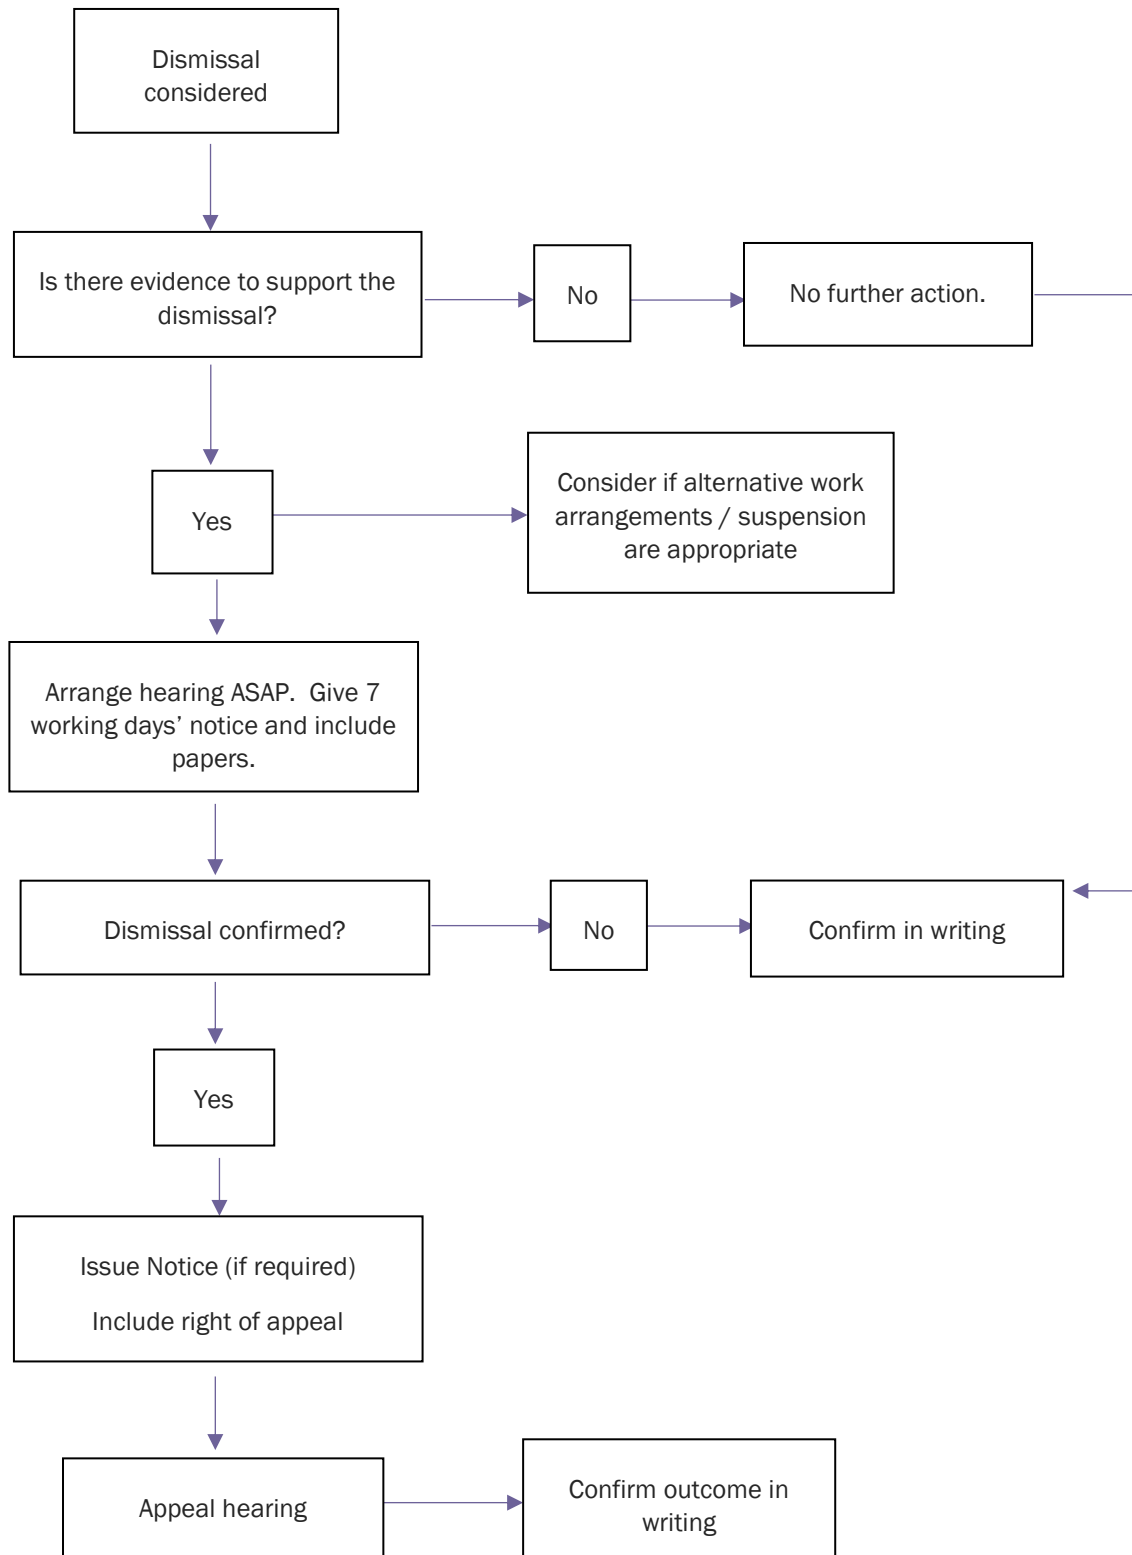 Dismissal
considered
Is there evidence to support the
dismissal?
No
No further action.
Yes
Consider if alternative work
arrangements / suspension
are appropriate
Arrange hearing ASAP.  Give 7
working days’ notice and include
papers.
Dismissal confirmed?
No
Confirm in writing
Yes
Issue Notice (if required)
Include right of appeal
Appeal hearing
Confirm outcome in
writing